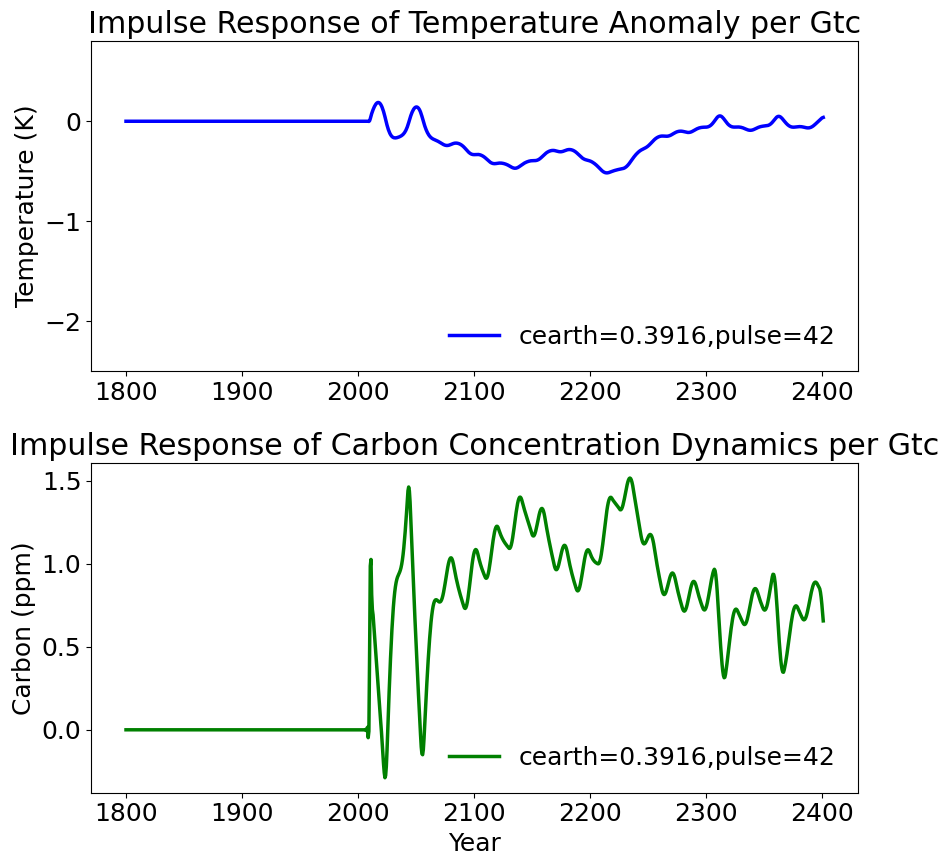 Impulse Response of Temperature Anomaly per Gtc
Temperature (K)
0
−1
−2
cearth=0.3916,pulse=42
1800 1900 2000 2100 2200 2300 2400
Impulse Response of Carbon Concentration Dynamics per Gtc
Carbon (ppm)
1.5
1.0
0.5
0.0
cearth=0.3916,pulse=42
1800 1900 2000 2100 2200 2300 2400
Year